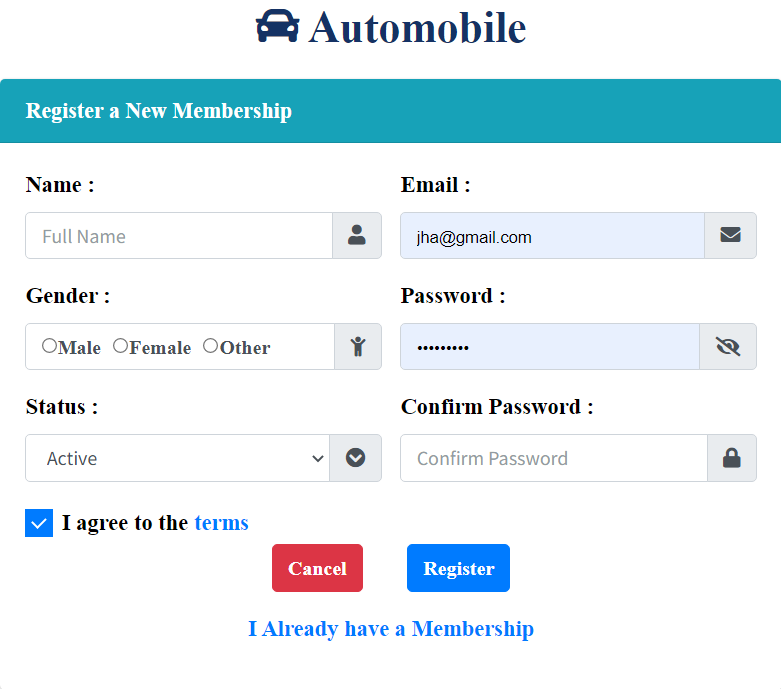 Automobile
Register a New Membership
Name : Email :
Full Name jha@gmail.com
Gender : Password :
Male Female Other •••••••••
Status : Confirm Password :
Active Confirm Password
I agree to the terms
Cancel Register
I Already have a Membership